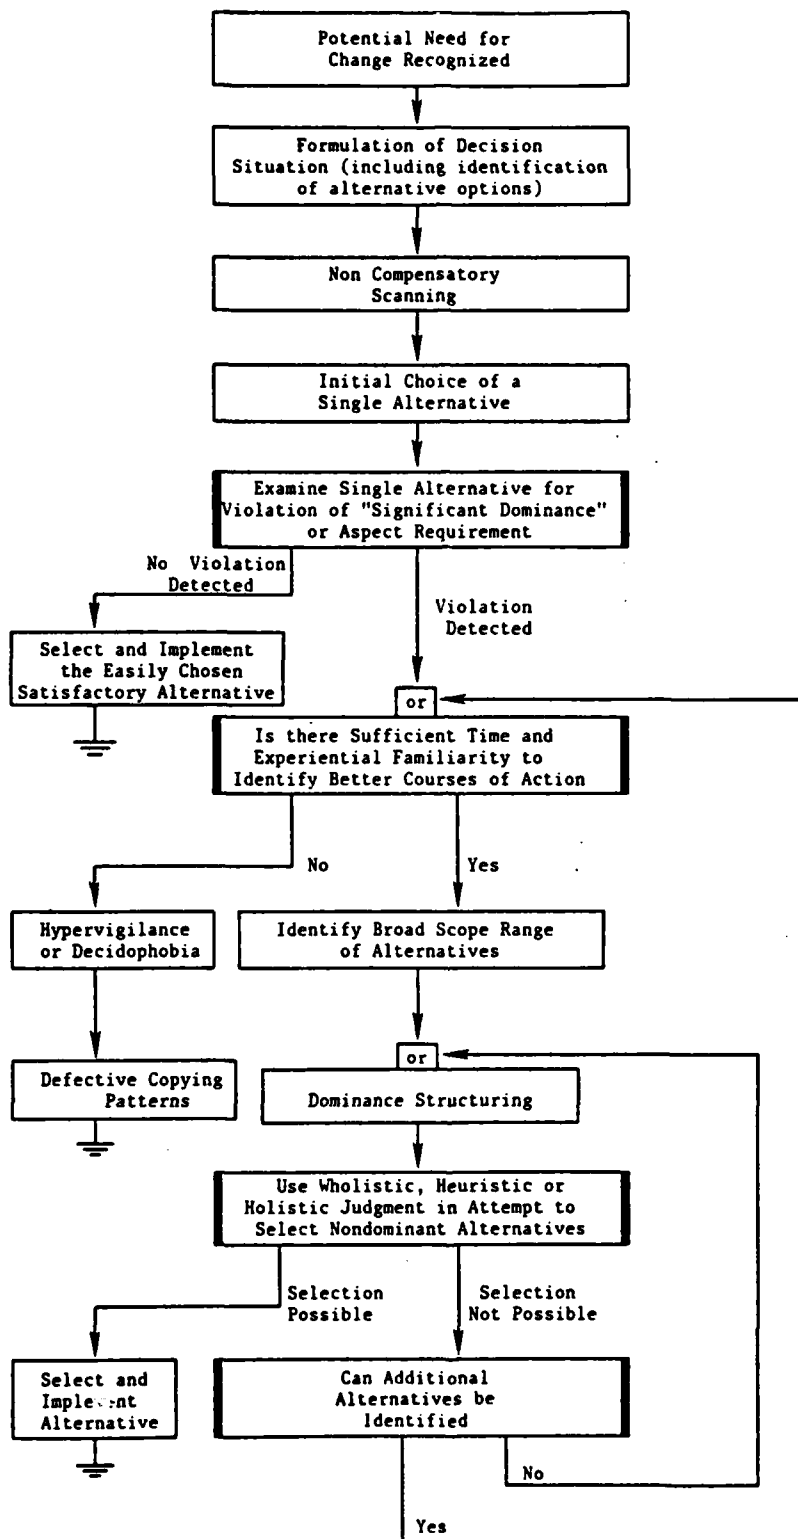 Potential Need for
Change Recognized
Formulation of Decision
Situation (including identification
of alternative options)
Non Compensatory
Scanning
Initial Choice of a
Single Alternative
Examine Single Alternative for
Violation of "Significant Dominance"
or Aspect Requirement
No Violation
Detected
Violation
Detected
Select and Implement
the Easily Chosen
Satisfactory Alternative
or
Is there Sufficient Time and
Experiential Familiarity to
Identify Better Courses of Action
No
Yes
Hypervigilance
or Decidophobia
Identify Broad Scope Range
of Alternatives
or
Defective Copying
Patterns
Dominance Structuring
Use Wholistic, Heuristic or
Holistic Judgment in Attempt to
Select Nondominant Alternatives
Selection
Possible
Selection
Not Possible
Select and
Alternative
Can Additional
Alternatives be
Identified
No
Yes